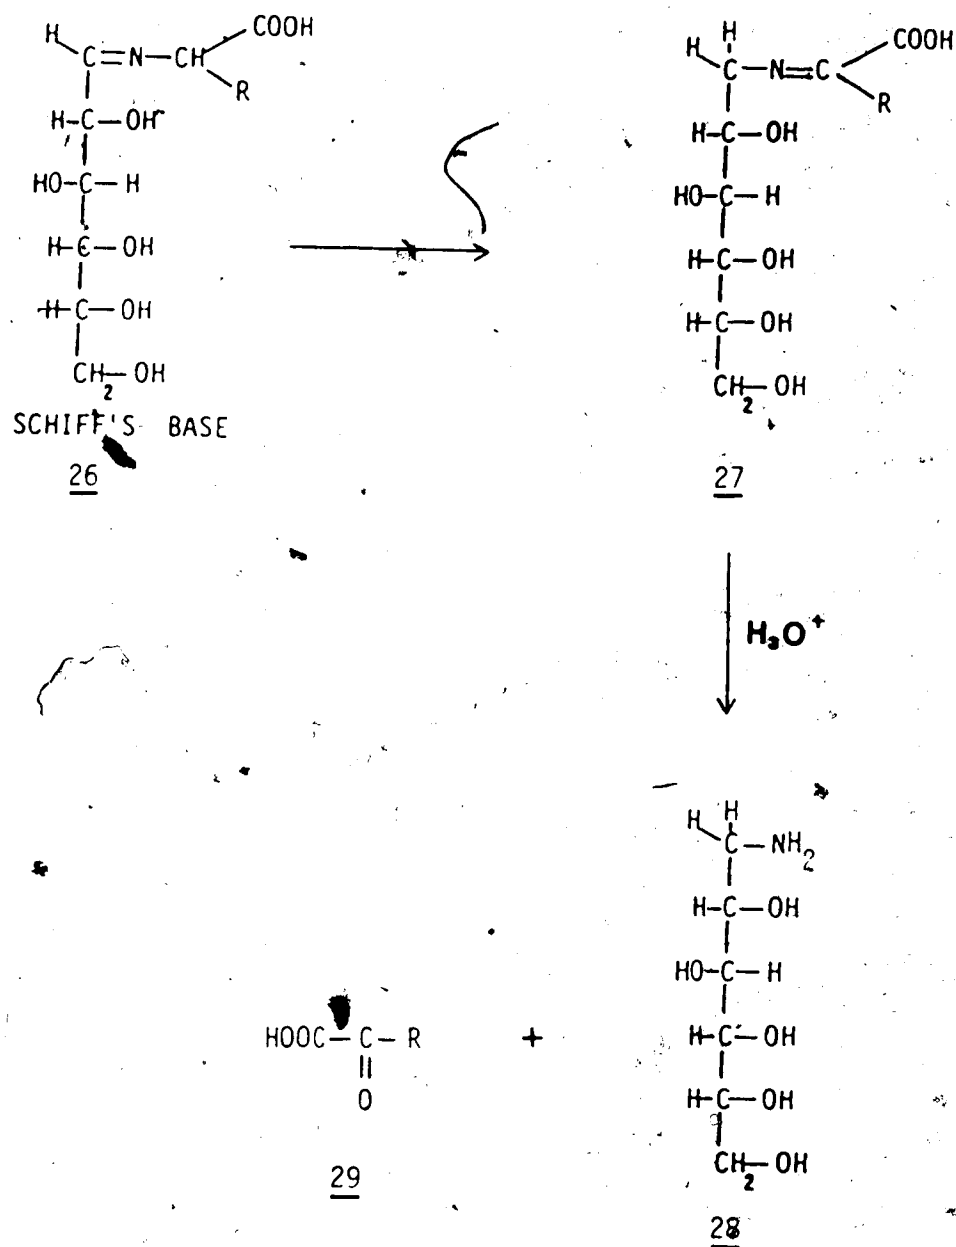 H COOH
C=N—CH
R
H—C—OH
HO—C—H
H—C—OH
H—C—OH
CH2—OH
SCHIFF'S BASE
26
H
H COOH
C—N=C
R
H—C—OH
HO—C—H
H—C—OH
H—C—OH
CH2—OH
27
H3O+
H
H
C—NH2
H—C—OH
HO—C—H
H—C—OH
H—C—OH
CH2—OH
28
HOOC—C—R
O
+
29